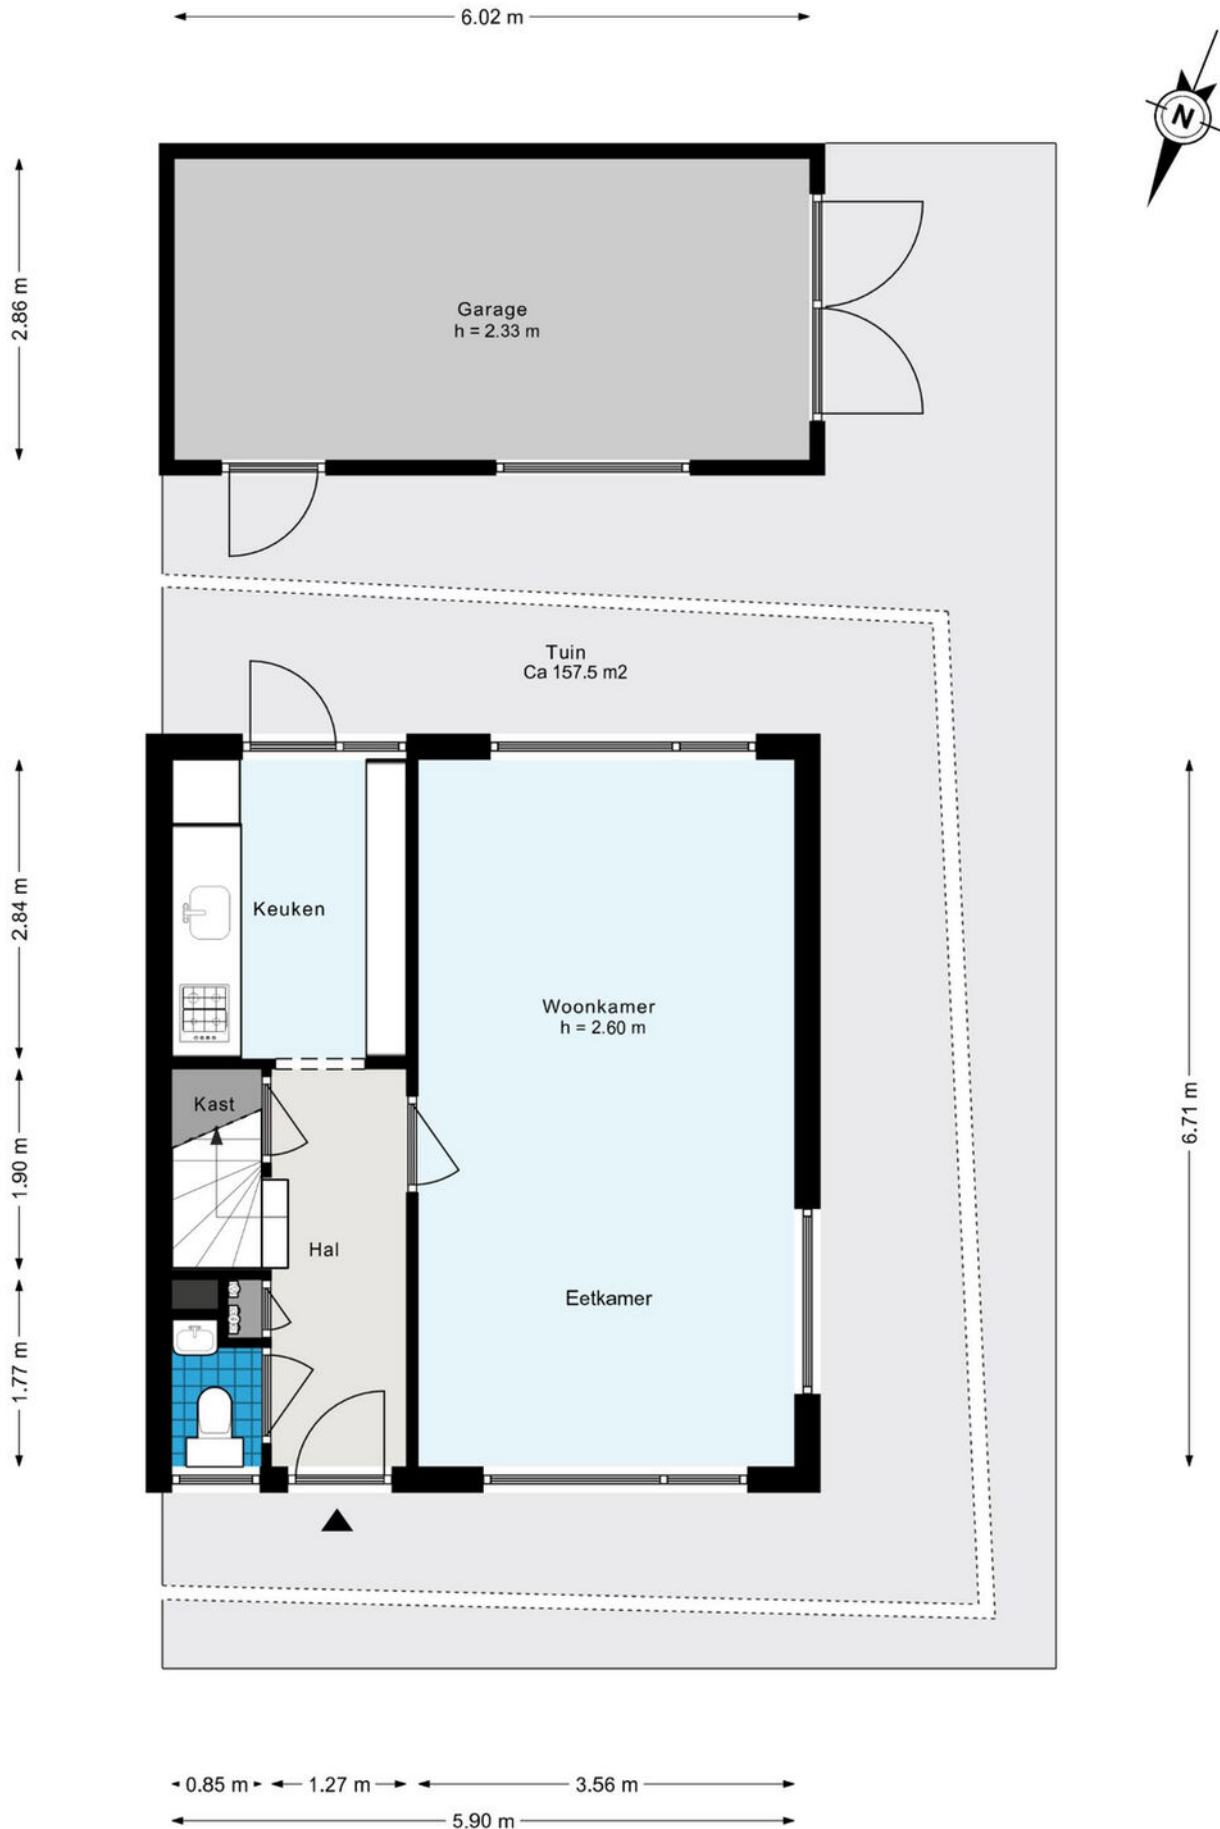 6.02 m
N
2.86 m
Garage
h = 2.33 m
Tuin
Ca 157.5 m2
2.84 m
Keuken
Woonkamer
h = 2.60 m
6.71 m
Kast
1.90 m
Hal
Eetkamer
1.77 m
0.85 m
1.27 m
3.56 m
5.90 m